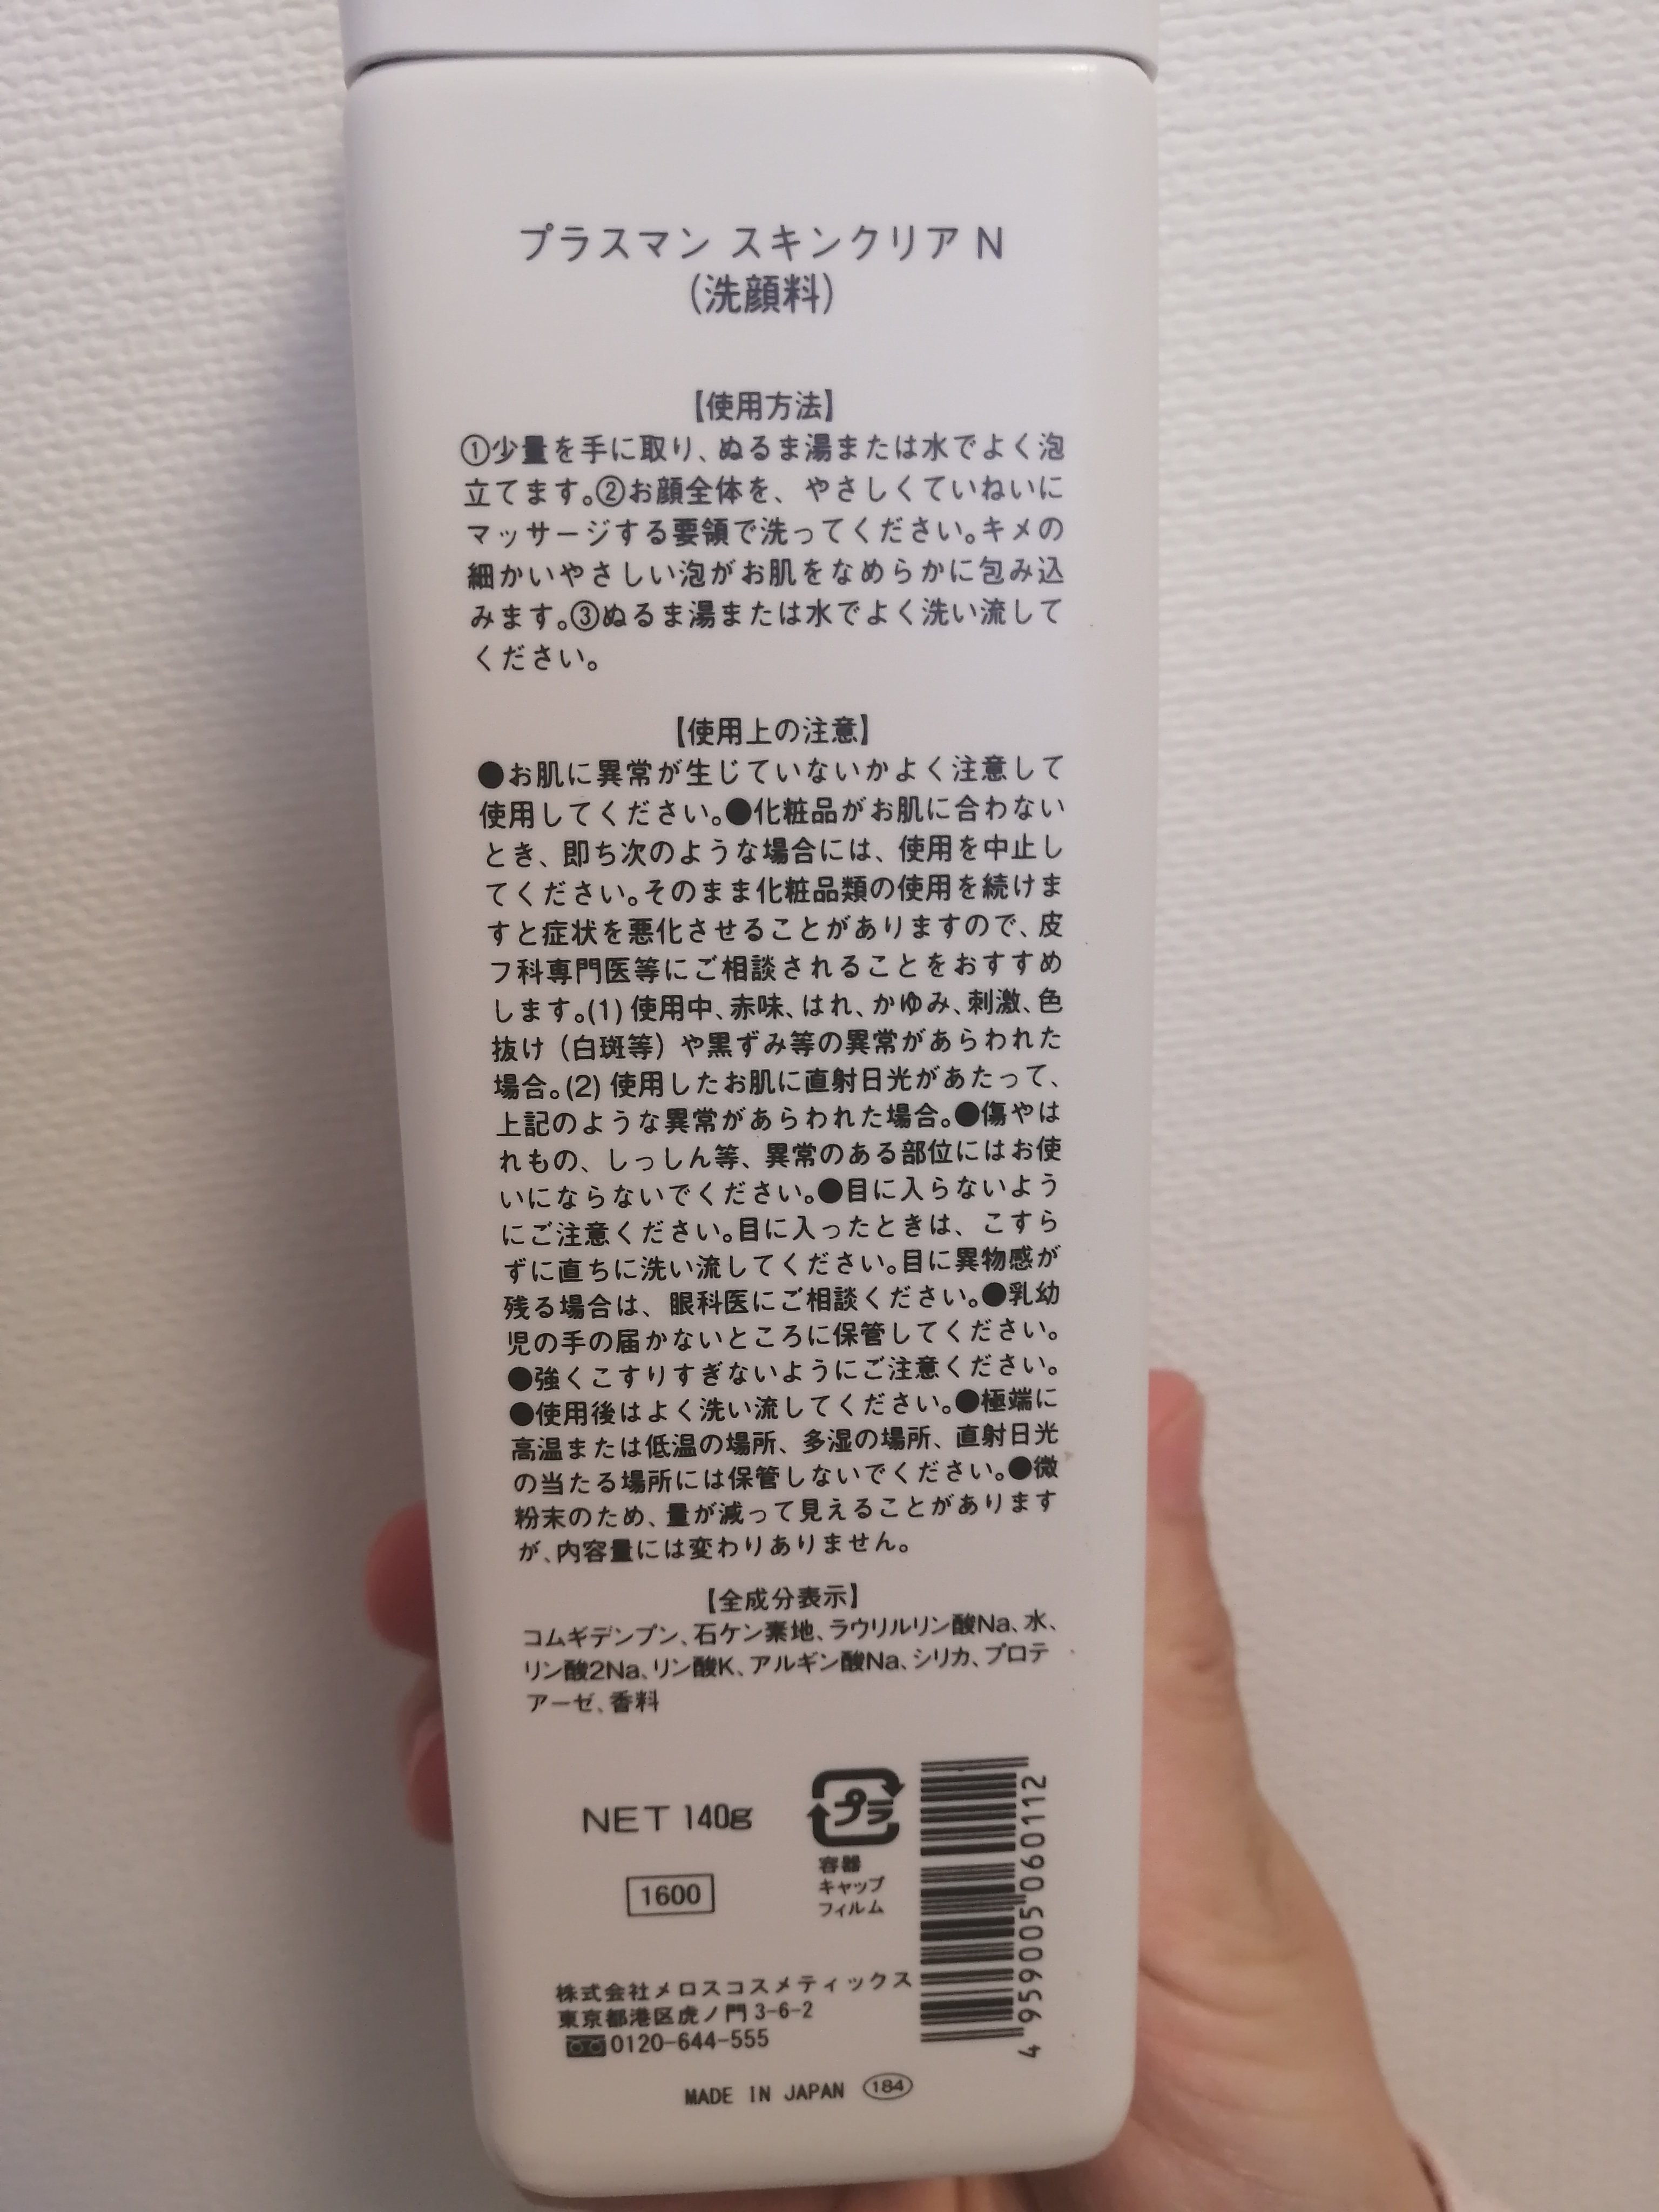 プラスマン スキンクリア N
(洗顔料)
【使用方法】
①少量を手に取り、ぬるま湯または水でよく泡
立てます。②お顔全体を、やさしくていねいに
マッサージする要領で洗ってください。キメの
細かいやさしい泡がお肌をなめらかに包み込
みます。③ぬるま湯または水でよく洗い流して
ください。
【使用上の注意】
●お肌に異常が生じていないかよく注意して
使用してください。●化粧品がお肌に合わない
とき、即ち次のような場合には、使用を中止し
てください。そのまま化粧品類の使用を続けま
すと症状を悪化させることがありますので、皮
フ科専門医等にご相談されることをおすすめ
します。(1) 使用中、赤味、はれ、かゆみ、刺激、色
抜け（白斑等）や黒ずみ等の異常があらわれた
場合。(2) 使用したお肌に直射日光があたって、
上記のような異常があらわれた場合。●傷やは
れもの、しっしん等、異常のある部位にはお使
いにならないでください。●目に入らないよう
にご注意ください。目に入ったときは、こすら
ずに直ちに洗い流してください。目に異物感が
残る場合は、眼科医にご相談ください。●乳幼
児の手の届かないところに保管してください。
●強くこすりすぎないようにご注意ください。
●使用後はよく洗い流してください。●極端に
高温または低温の場所、多湿の場所、直射日光
の当たる場所には保管しないでください。●微
粉末のため、量が減って見えることがあります
が、内容量には変わりありません。
【全成分表示】
コムギデンプン、石ケン素地、ラウリルリン酸Na、水、
リン酸2Na、リン酸K、アルギン酸Na、シリカ、プロテ
アーゼ、香料
NET 140g
プラ
容器
キャップ
フィルム
1600
4 959005 060112
株式会社メロスコスメティックス
東京都港区虎ノ門 3-6-2
0120-644-555
MADE IN JAPAN 184